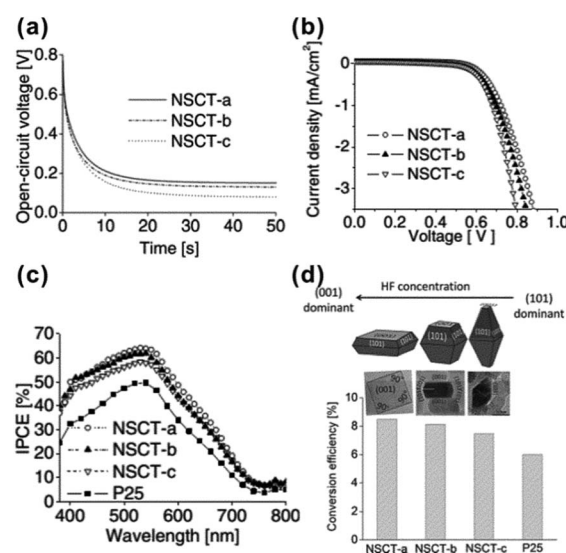 (a)
Open-circuit voltage [V]
0.8
0.6
0.4
0.2
0.0
NSCT-a
NSCT-b
NSCT-c
0 10 20 30 40 50
Time [s]
(b)
Current density [mA/cm²]
0
-1
-2
-3
NSCT-a
NSCT-b
NSCT-c
0.0 0.2 0.4 0.6 0.8 1.0
Voltage [ V ]
(c)
IPCE [%]
70
60
50
40
30
20
10
0
NSCT-a
NSCT-b
NSCT-c
P25
400 500 600 700 800
Wavelength [nm]
(d)
HF concentration
(001)
dominant
(101)
dominant
(001)
(101)
(101)
(101)
(001)
90°
90°
Conversion efficiency [%]
10
8
6
4
2
0
NSCT-a NSCT-b NSCT-c P25